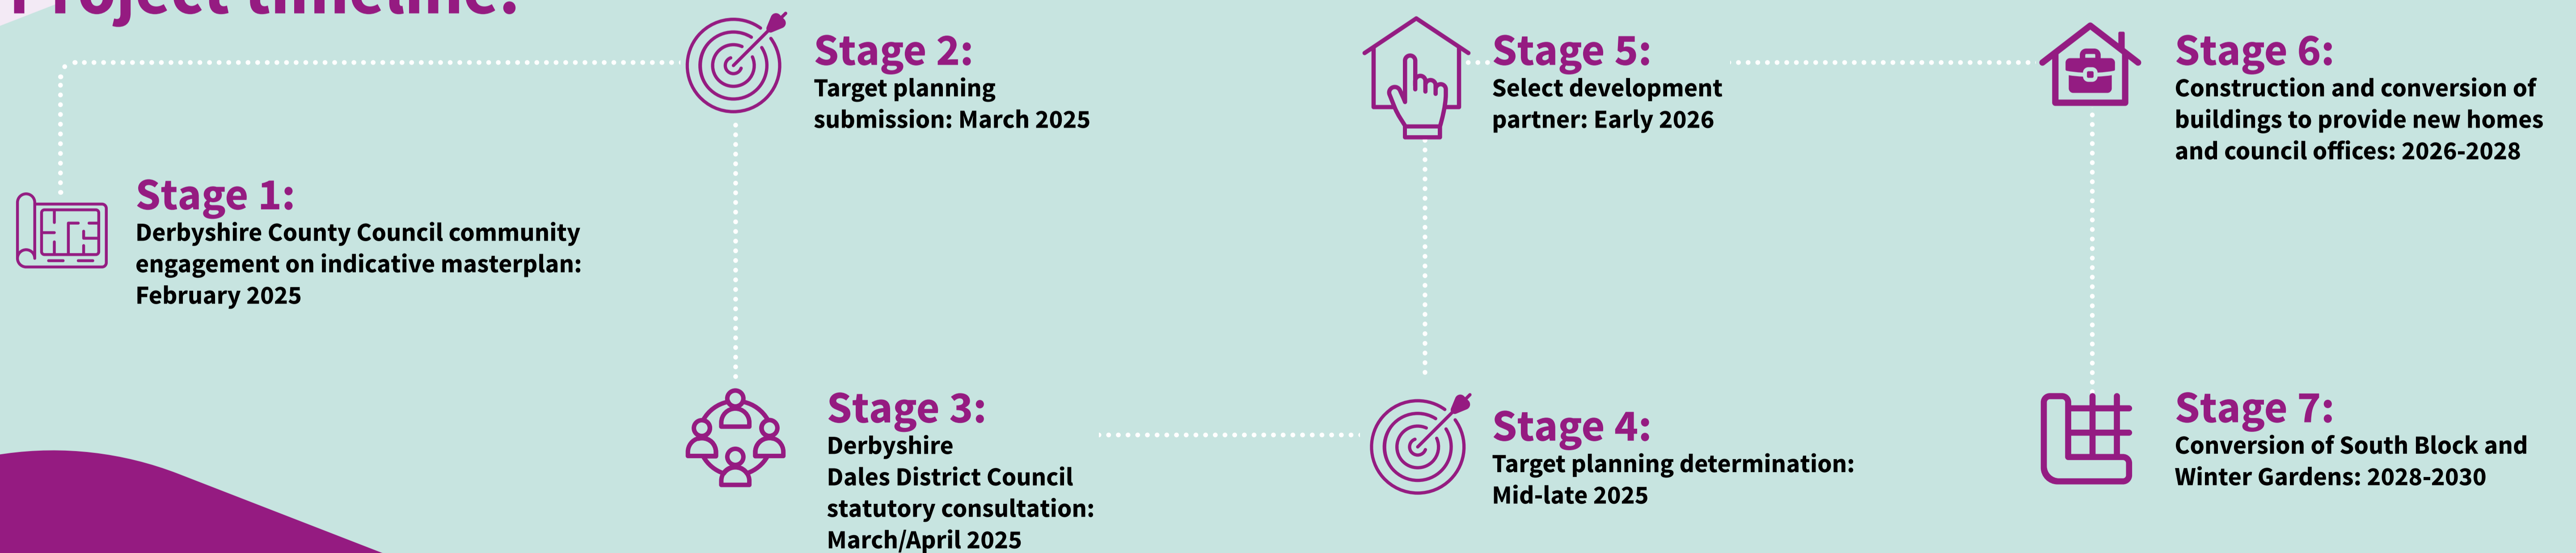 Project timeline:
Stage 1:
Derbyshire County Council community
engagement on indicative masterplan:
February 2025
Stage 2:
Target planning
submission: March 2025
Stage 3:
Derbyshire
Dales District Council
statutory consultation:
March/April 2025
Stage 4:
Target planning determination:
Mid-late 2025
Stage 5:
Select development
partner: Early 2026
Stage 6:
Construction and conversion of
buildings to provide new homes
and council offices: 2026-2028
Stage 7:
Conversion of South Block and
Winter Gardens: 2028-2030